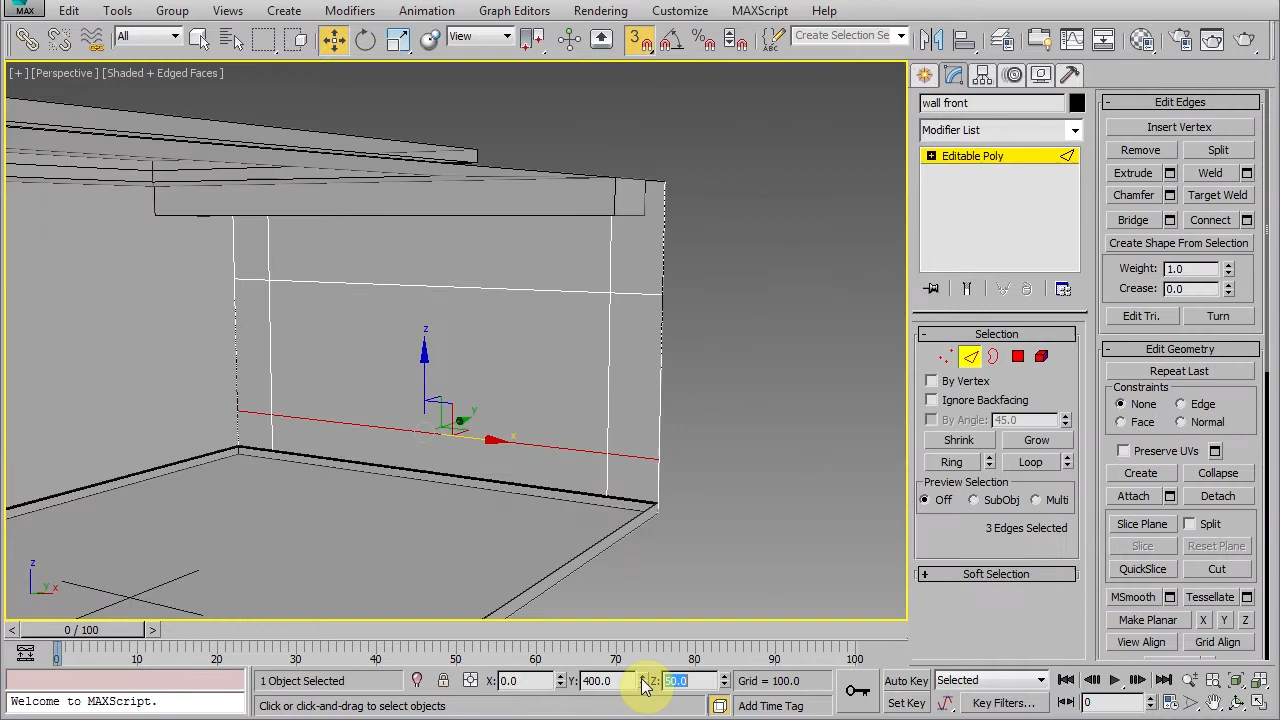 MAX Edit Tools Group Views Create Modifiers Animation Graph Editors Rendering Customize MAXScript Help
All View 3 Create Selection Se
[+] [Perspective] [Shaded + Edged Faces]
wall front
Modifier List
Editable Poly
Selection
By Vertex
Ignore Backfacing
By Angle: 45.0
Shrink Grow
Ring Loop
Preview Selection
Off SubObj Multi
3 Edges Selected
Soft Selection
Edit Edges
Insert Vertex
Remove Split
Extrude Weld
Chamfer Target Weld
Bridge Connect
Create Shape From Selection
Weight: 1.0
Crease: 0.0
Edit Tri. Turn
Edit Geometry
Repeat Last
Constraints
None Edge
Face Normal
Preserve UVs
Create Collapse
Attach Detach
Slice Plane Split
Slice Reset Plane
QuickSlice Cut
MSmooth Tessellate
Make Planar X Y Z
View Align Grid Align
z
y
x
z
y x
< 0 / 100 >
0 10 20 30 40 50 60 70 80 90 100
1 Object Selected X: 0.0 Y: 400.0 Z: 50.0 Grid = 100.0 Auto Key Selected
Welcome to MAXScript. Click or click-and-drag to select objects Add Time Tag Set Key Key Filters... 0